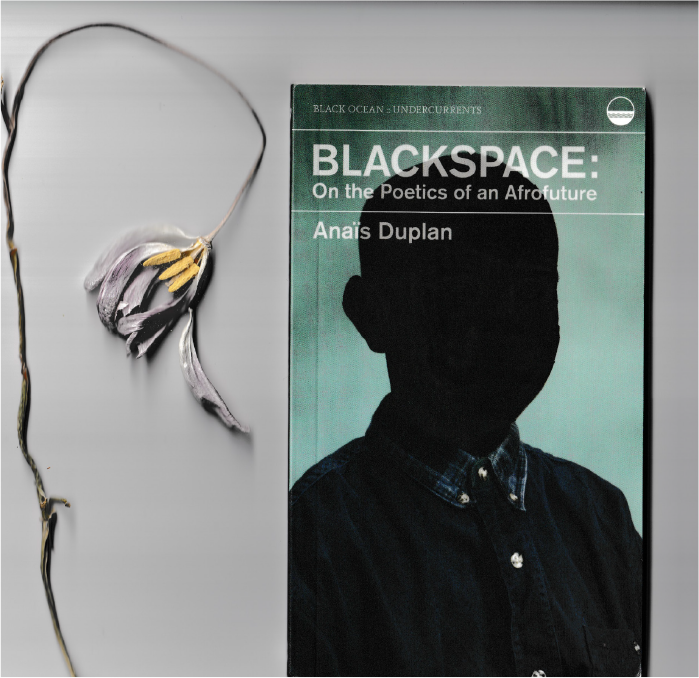 BLACK OCEAN :: UNDERCURRENTS
BLACKSPACE:
On the Poetics of an Afrofuture
Anaïs Duplan